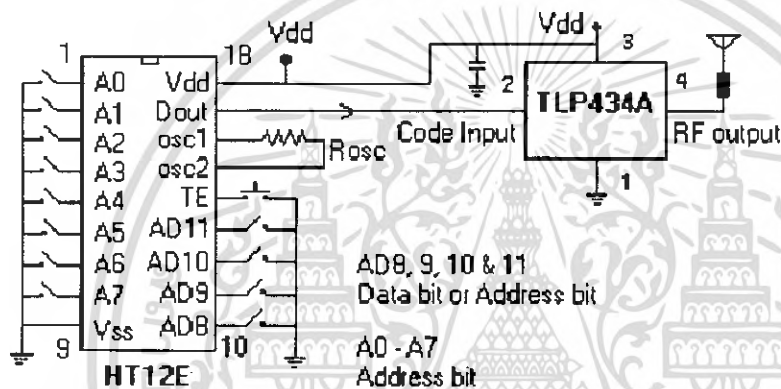 1
18
Vdd
Vdd
3
A0
Vdd
2
4
A1
Dout
TLP434A
A2
osc1
Code Input
RF output
Rosc
A3
osc2
A4
TE
1
A5
AD11
A6
AD10
AD8, 9, 10 & 11
A7
AD9
Data bit or Address bit
Vss
AD8
9
10
A0 - A7
HT12E
Address bit